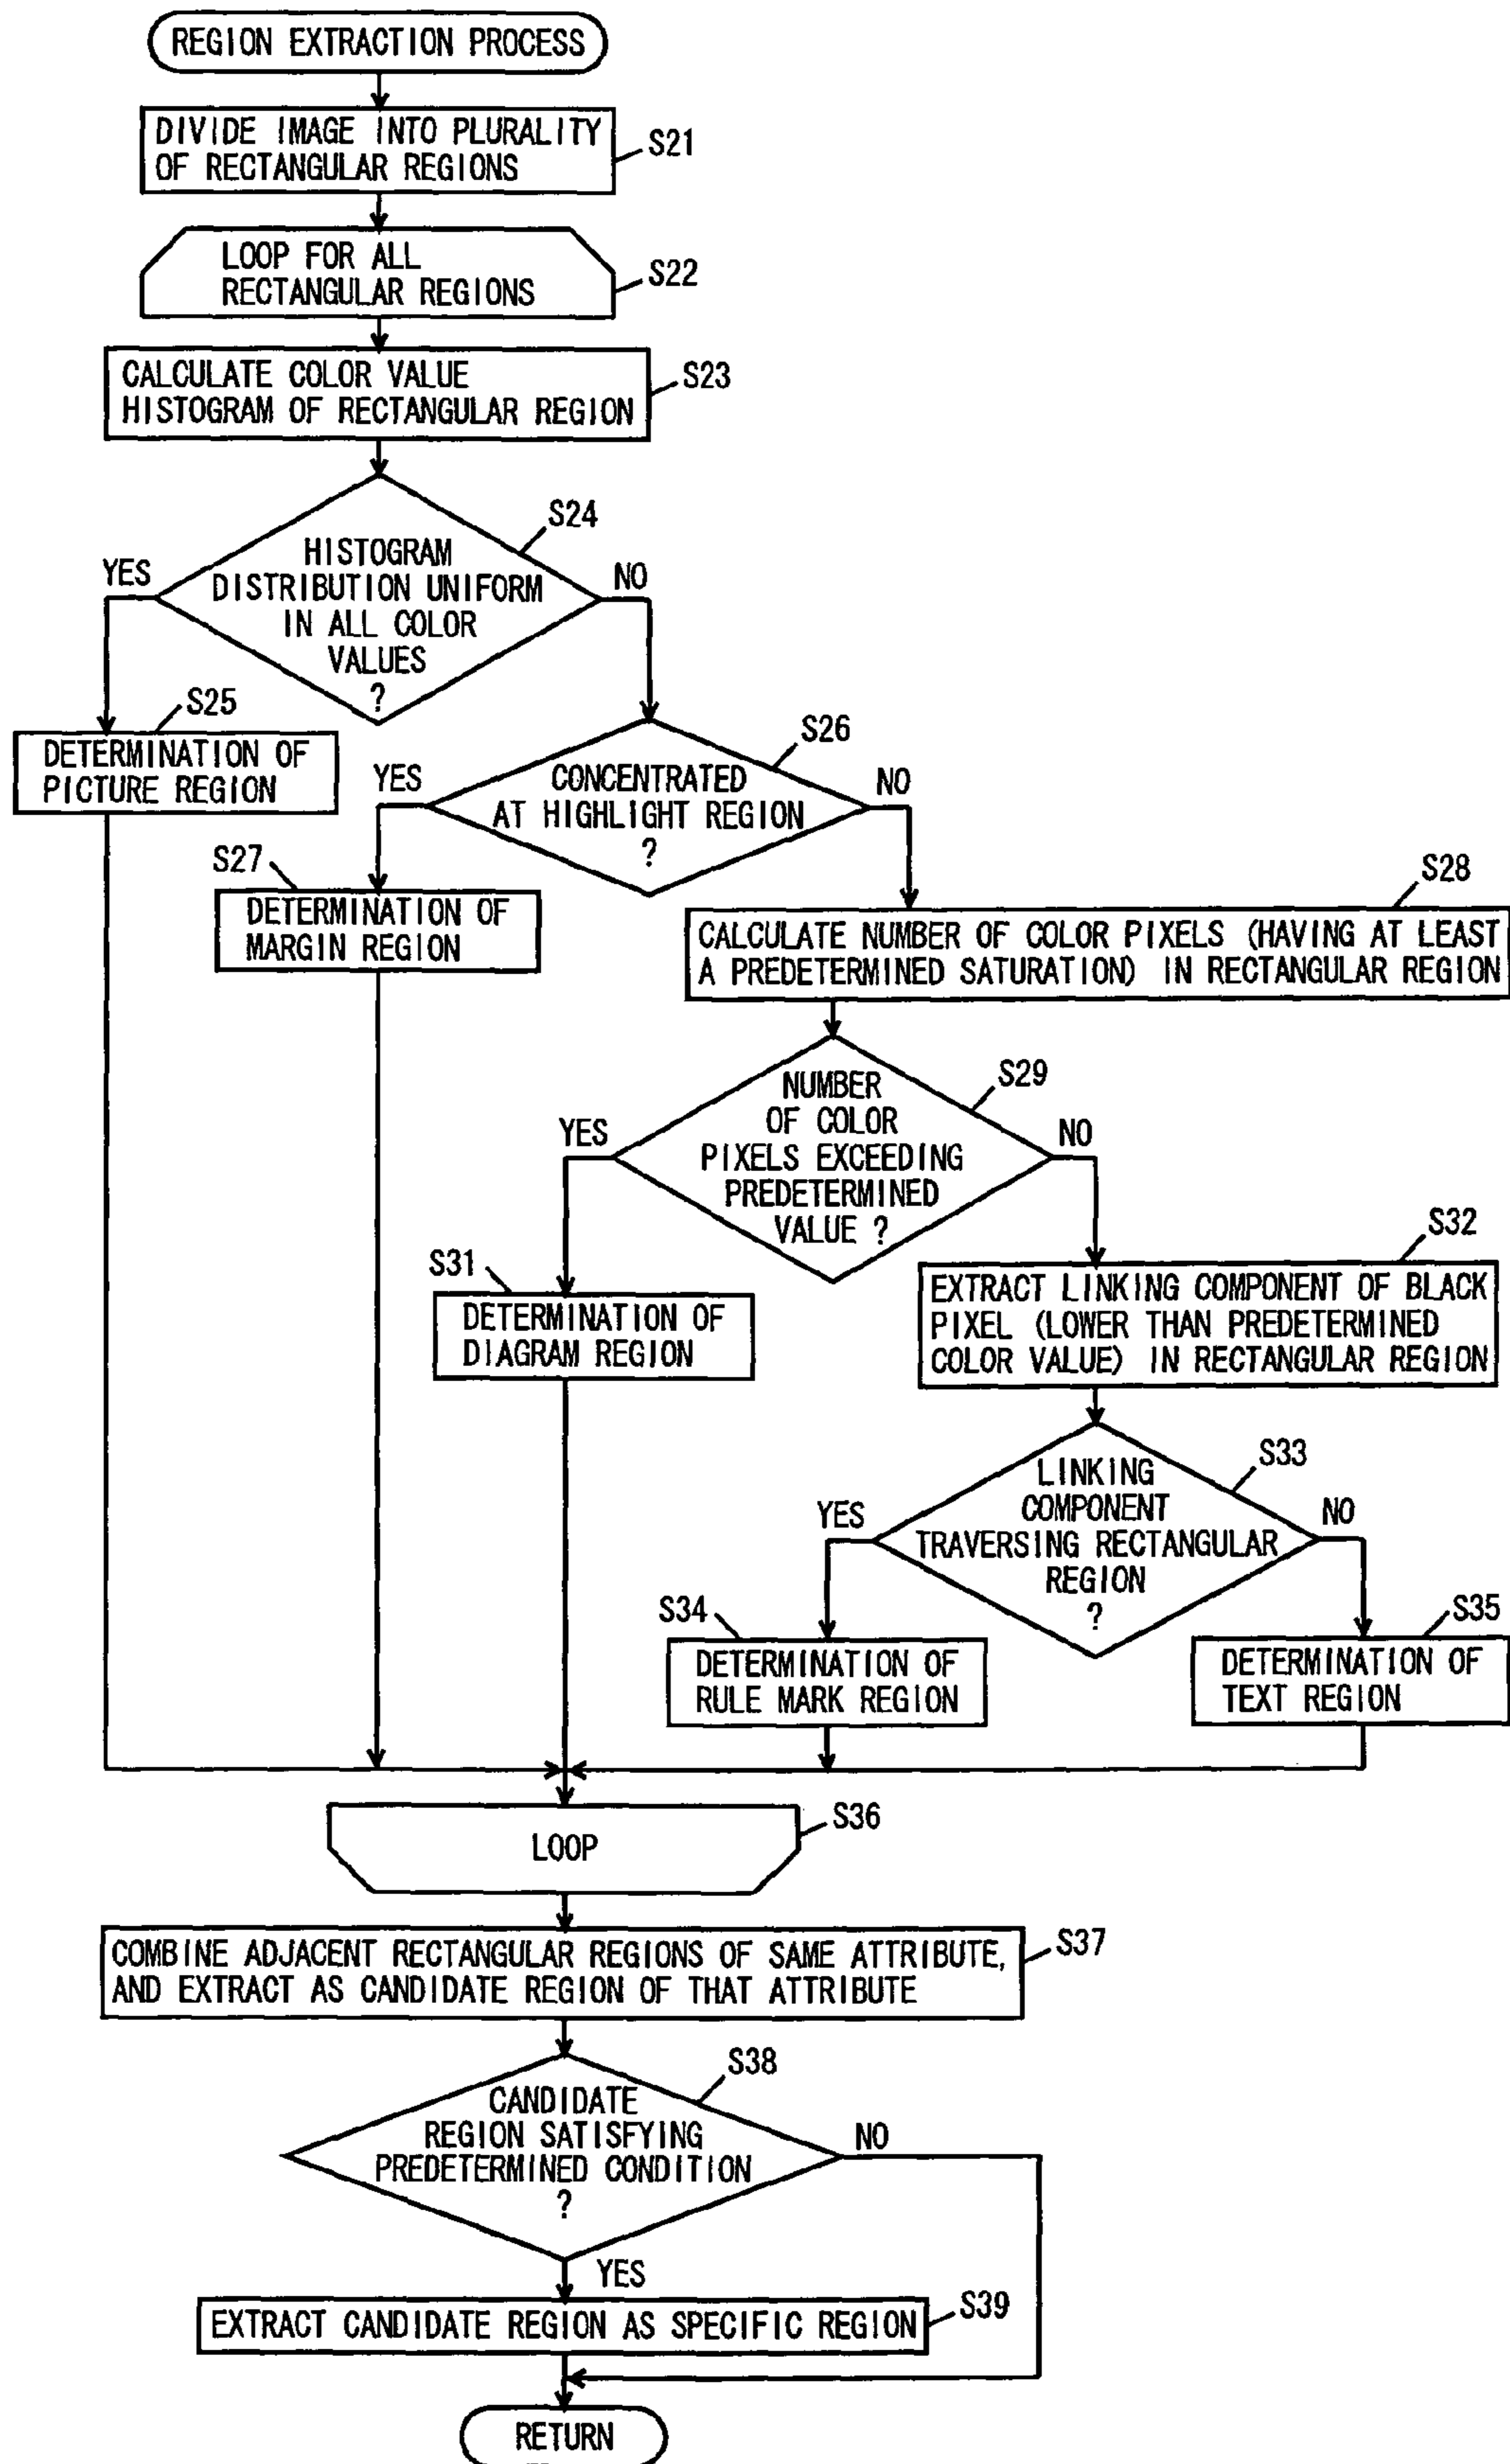 REGION EXTRACTION PROCESS
DIVIDE IMAGE INTO PLURALITY
OF RECTANGULAR REGIONS
S21
LOOP FOR ALL
RECTANGULAR REGIONS
S22
CALCULATE COLOR VALUE
HISTOGRAM OF RECTANGULAR REGION
S23
S24
HISTOGRAM
DISTRIBUTION UNIFORM
IN ALL COLOR
VALUES
?
YES
NO
S25
DETERMINATION OF
PICTURE REGION
S26
CONCENTRATED
AT HIGHLIGHT REGION
?
YES
NO
S27
DETERMINATION OF
MARGIN REGION
S28
CALCULATE NUMBER OF COLOR PIXELS (HAVING AT LEAST
A PREDETERMINED SATURATION) IN RECTANGULAR REGION
S29
NUMBER
OF COLOR
PIXELS EXCEEDING
PREDETERMINED
VALUE ?
YES
NO
S31
DETERMINATION OF
DIAGRAM REGION
S32
EXTRACT LINKING COMPONENT OF BLACK
PIXEL (LOWER THAN PREDETERMINED
COLOR VALUE) IN RECTANGULAR REGION
S33
LINKING
COMPONENT
TRAVERSING RECTANGULAR
REGION
?
YES
NO
S34
DETERMINATION OF
RULE MARK REGION
S35
DETERMINATION OF
TEXT REGION
LOOP
S36
COMBINE ADJACENT RECTANGULAR REGIONS OF SAME ATTRIBUTE,
AND EXTRACT AS CANDIDATE REGION OF THAT ATTRIBUTE
S37
S38
CANDIDATE
REGION SATISFYING
PREDETERMINED CONDITION
?
NO
YES
EXTRACT CANDIDATE REGION AS SPECIFIC REGION
S39
RETURN